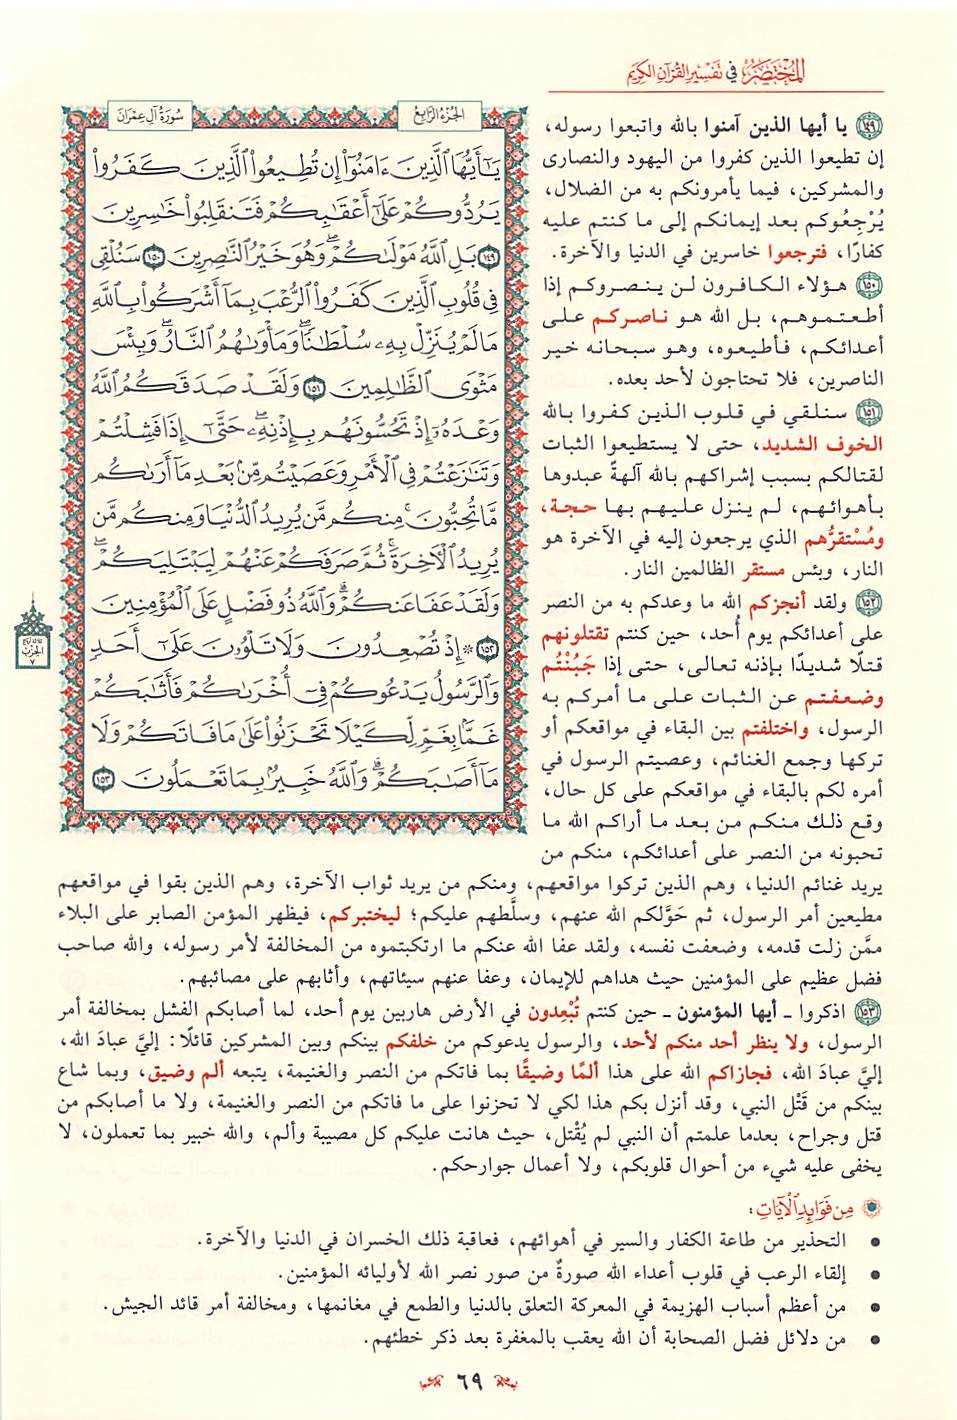 المختصر في تفسير القرآن الكريم
سورة آل عمران
الجزء الرابع
يَٰٓأَيُّهَا ٱلَّذِينَ ءَامَنُوٓا۟ إِن تُطِيعُوا۟ ٱلَّذِينَ كَفَرُوا۟
يَرُدُّوكُمْ عَلَىٰٓ أَعْقَٰبِكُمْ فَتَنقَلِبُوا۟ خَٰسِرِينَ
١٤٩ بَلِ ٱللَّهُ مَوْلَىٰكُمْ ۖ وَهُوَ خَيْرُ ٱلنَّٰصِرِينَ ١٥٠ سَنُلْقِى
فِى قُلُوبِ ٱلَّذِينَ كَفَرُوا۟ ٱلرُّعْبَ بِمَآ أَشْرَكُوا۟ بِٱللَّهِ
مَا لَمْ يُنَزِّلْ بِهِۦ سُلْطَٰنًا ۖ وَمَأْوَىٰهُمُ ٱلنَّارُ ۚ وَبِئْسَ
مَثْوَى ٱلظَّٰلِمِينَ ١٥١ وَلَقَدْ صَدَقَكُمُ ٱللَّهُ
وَعْدَهُۥٓ إِذْ تَحُسُّونَهُم بِإِذْنِهِۦ ۖ حَتَّىٰٓ إِذَا فَشِلْتُمْ
وَتَنَٰزَعْتُمْ فِى ٱلْأَمْرِ وَعَصَيْتُم مِّنۢ بَعْدِ مَآ أَرَىٰكُم
مَّا تُحِبُّونَ ۚ مِنكُم مَّن يُرِيدُ ٱلدُّنْيَا وَمِنكُم مَّن
يُرِيدُ ٱلْءَاخِرَةَ ۚ ثُمَّ صَرَفَكُمْ عَنْهُمْ لِيَبْتَلِيَكُمْ ۖ
وَلَقَدْ عَفَا عَنكُمْ ۗ وَٱللَّهُ ذُو فَضْلٍ عَلَى ٱلْمُؤْمِنِينَ
١٥٢ ۞ إِذْ تُصْعِدُونَ وَلَا تَلْوُۥنَ عَلَىٰٓ أَحَدٍ
وَٱلرَّسُولُ يَدْعُوكُمْ فِىٓ أُخْرَىٰكُمْ فَأَثَٰبَكُمْ
غَمًّۢا بِغَمٍّ لِّكَيْلَا تَحْزَنُوا۟ عَلَىٰ مَا فَاتَكُمْ وَلَا
مَآ أَصَٰبَكُمْ ۗ وَٱللَّهُ خَبِيرٌۢ بِمَا تَعْمَلُونَ ١٥٣
الحزب
٧
١٤٩ يا أيها الذين آمنوا بالله واتبعوا رسوله،
إن تطيعوا الذين كفروا من اليهود والنصارى
والمشركين، فيما يأمرونكم به من الضلال،
يُرْجِعُوكم بعد إيمانكم إلى ما كنتم عليه
كفارًا، فترجعوا خاسرين في الدنيا والآخرة.
١٥٠ هؤلاء الكافرون لن ينصروكم إذا
أطعتموهم، بل الله هو ناصركم على
أعدائكم، فأطيعوه، وهو سبحانه خير
الناصرين، فلا تحتاجون لأحد بعده.
١٥١ سنلقي في قلوب الذين كفروا بالله
الخوف الشديد، حتى لا يستطيعوا الثبات
لقتالكم بسبب إشراكهم بالله آلهةً عبدوها
بأهوائهم، لم ينزل عليهم بها حجة،
ومُسْتقرُّهم الذي يرجعون إليه في الآخرة هو
النار، وبئس مستقر الظالمين النار.
١٥٢ ولقد أنجزكم الله ما وعدكم به من النصر
على أعدائكم يوم أُحد، حين كنتم تقتلونهم
قتلًا شديدًا بإذنه تعالى، حتى إذا جَبُنْتُم
وضعفتم عن الثبات على ما أمركم به
الرسول، واختلفتم بين البقاء في مواقعكم أو
تركها وجمع الغنائم، وعصيتم الرسول في
أمره لكم بالبقاء في مواقعكم على كل حال،
وقع ذلك منكم من بعد ما أراكم الله ما
تحبونه من النصر على أعدائكم، منكم من
يريد غنائم الدنيا، وهم الذين تركوا مواقعهم، ومنكم من يريد ثواب الآخرة، وهم الذين بقوا في مواقعهم
مطيعين أمر الرسول، ثم حَوَّلكم الله عنهم، وسلَّطهم عليكم؛ ليختبركم، فيظهر المؤمن الصابر على البلاء
ممَّن زلت قدمه، وضعفت نفسه، ولقد عفا الله عنكم ما ارتكبتموه من المخالفة لأمر رسوله، والله صاحب
فضل عظيم على المؤمنين حيث هداهم للإيمان، وعفا عنهم سيئاتهم، وأثابهم على مصائبهم.
١٥٣ اذكروا - أيها المؤمنون - حين كنتم تُبْعِدون في الأرض هاربين يوم أحد، لما أصابكم الفشل بمخالفة أمر
الرسول، ولا ينظر أحد منكم لأحد، والرسول يدعوكم من خلفكم بينكم وبين المشركين قائلًا: إليَّ عبادَ الله،
إليَّ عبادَ الله، فجازاكم الله على هذا ألمًا وضيقًا بما فاتكم من النصر والغنيمة، يتبعه ألم وضيق، وبما شاع
بينكم من قَتْل النبي، وقد أنزل بكم هذا لكي لا تحزنوا على ما فاتكم من النصر والغنيمة، ولا ما أصابكم من
قتل وجراح، بعدما علمتم أن النبي لم يُقْتل، حيث هانت عليكم كل مصيبة وألم، والله خبير بما تعملون، لا
يخفى عليه شيء من أحوال قلوبكم، ولا أعمال جوارحكم.
من فوائد الآيات:
• التحذير من طاعة الكفار والسير في أهوائهم، فعاقبة ذلك الخسران في الدنيا والآخرة.
• إلقاء الرعب في قلوب أعداء الله صورةٌ من صور نصر الله لأوليائه المؤمنين.
• من أعظم أسباب الهزيمة في المعركة التعلق بالدنيا والطمع في مغانمها، ومخالفة أمر قائد الجيش.
• من دلائل فضل الصحابة أن الله يعقب بالمغفرة بعد ذكر خطئهم.
٦٩